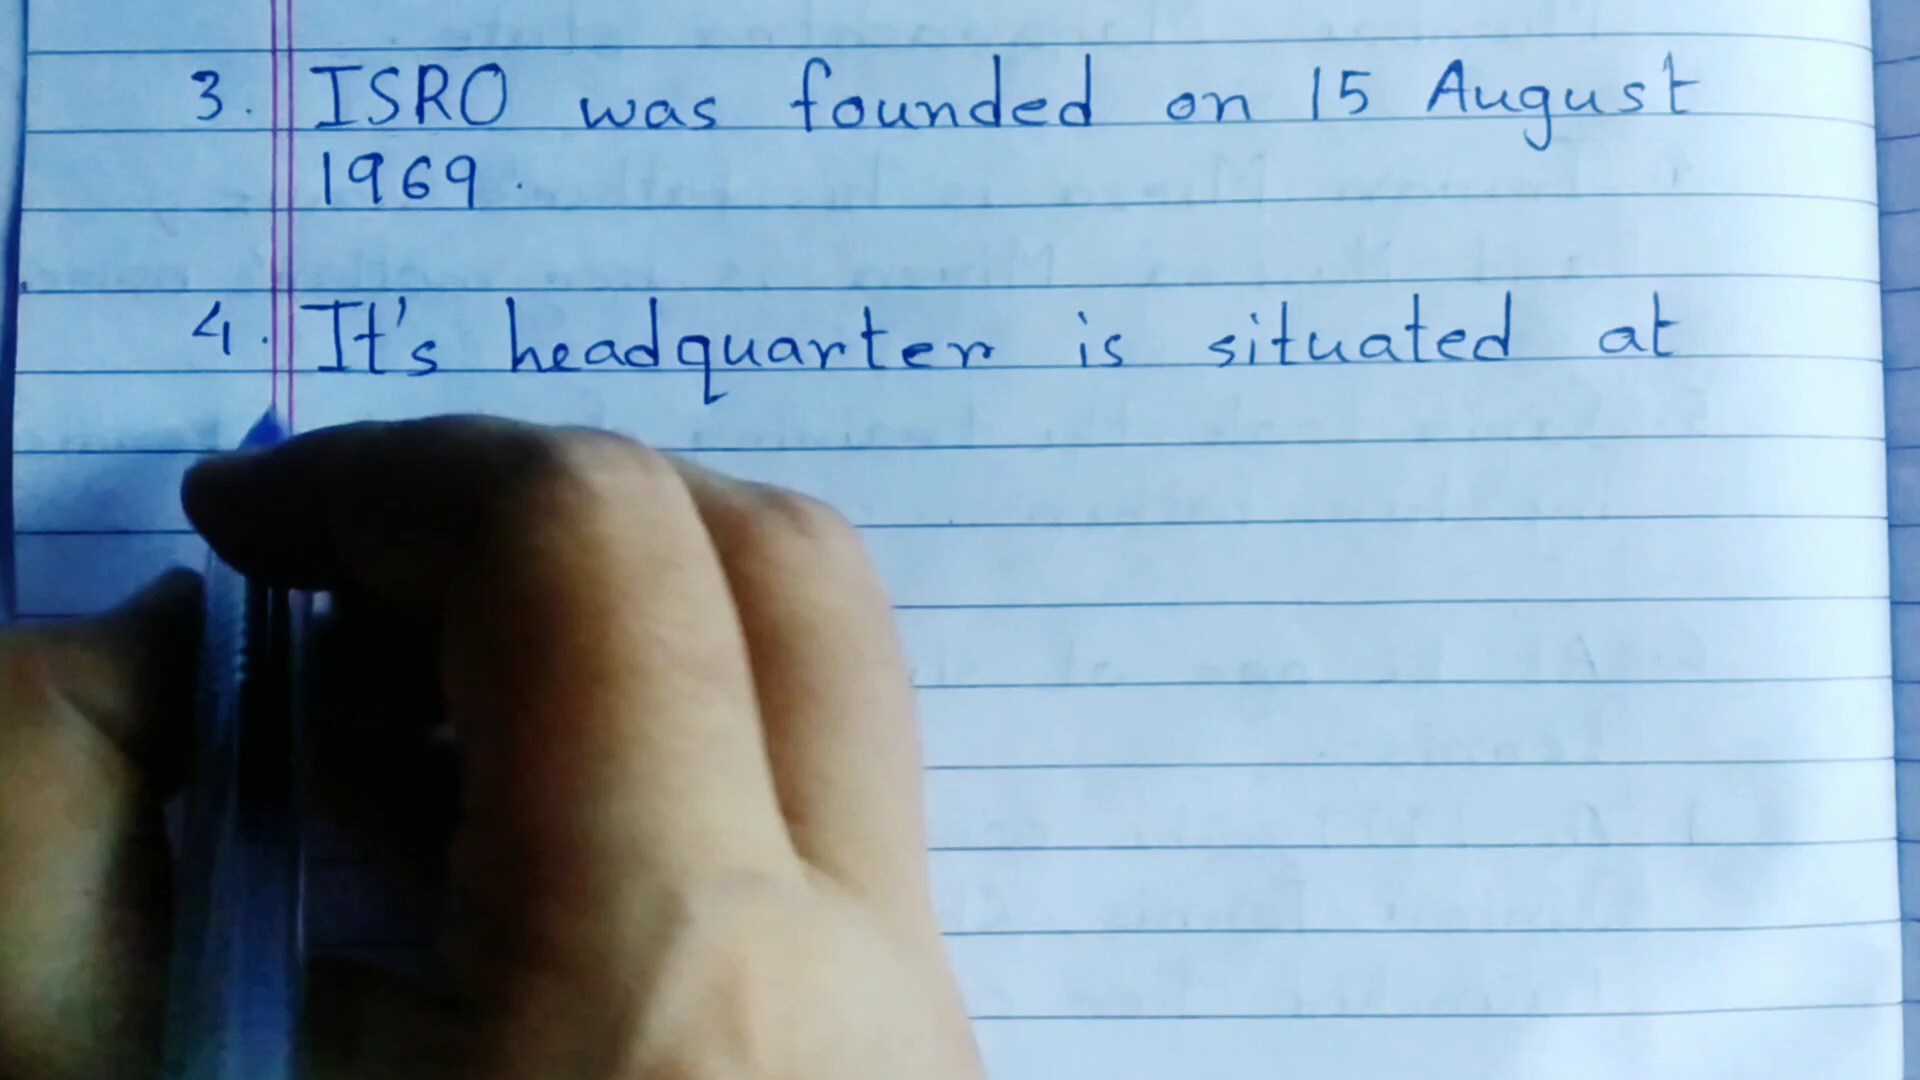 3. ISRO was founded on 15 August
1969.
4. It's headquarter is situated at